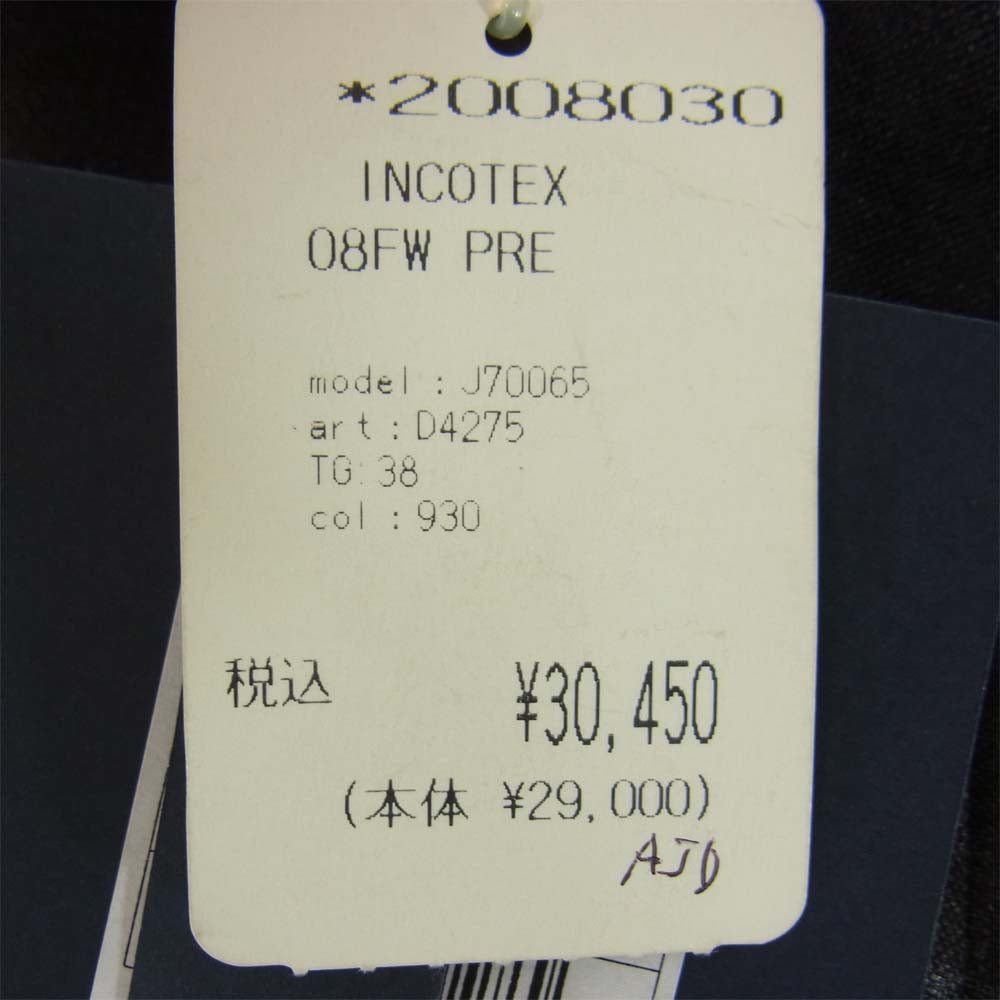 *2008030
INCOTEX
08FW PRE
model : J70065
art : D4275
TG: 38
col : 930
税込 ¥30,450
(本体 ¥29,000)
AJD